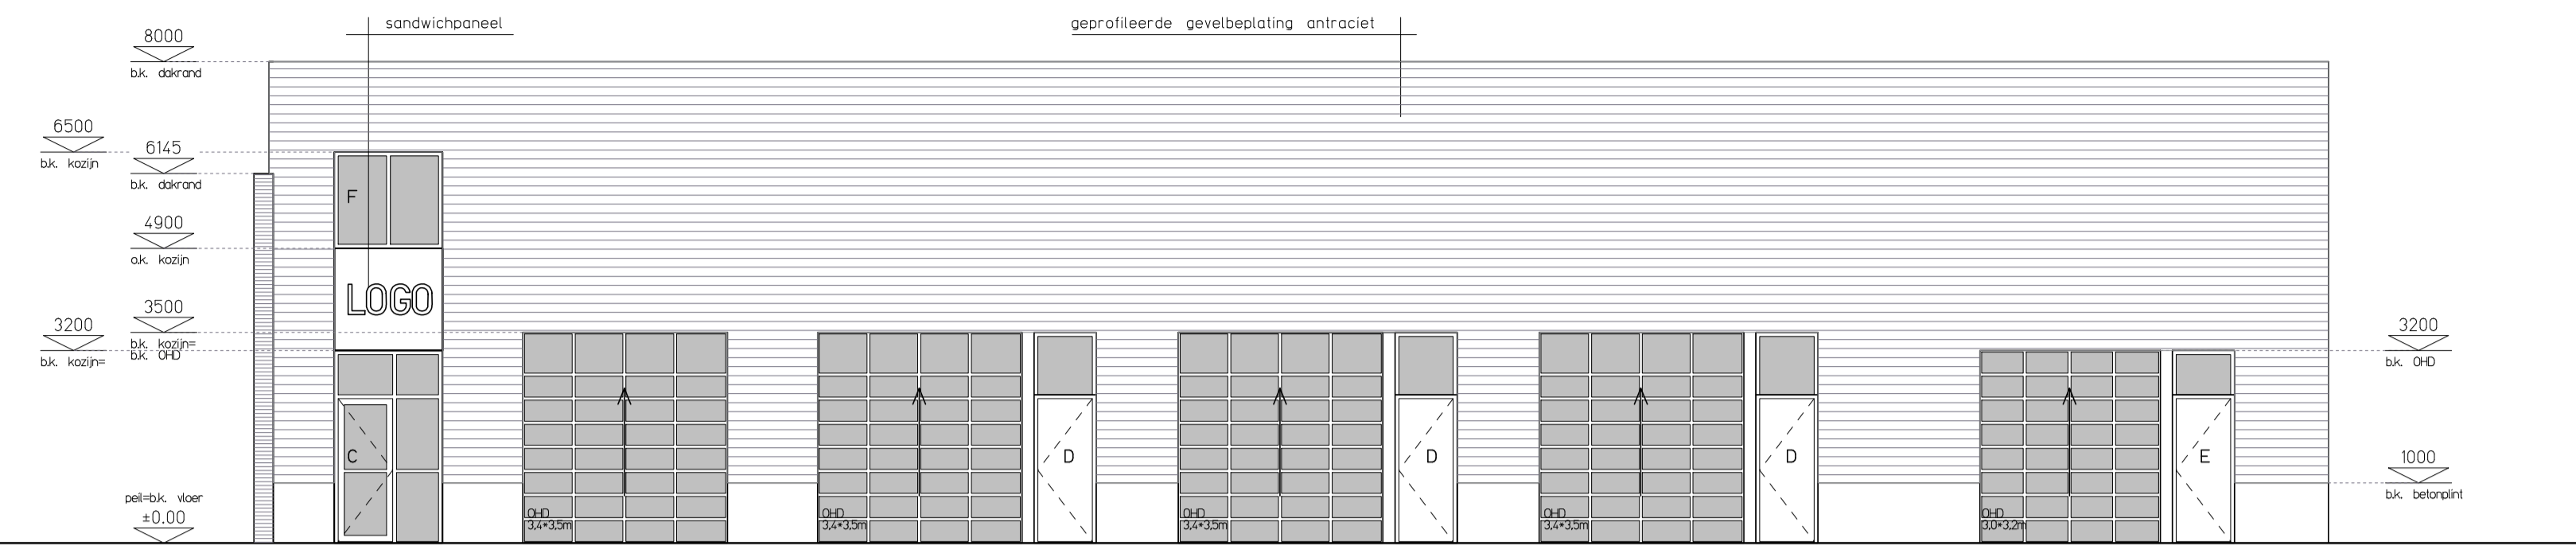 sandwichpaneel
geprofileerde gevelbeplating antraciet
8000
b.k. dakrand
6500
b.k. kozijn
6145
b.k. dakrand
F
4900
o.k. kozijn
LOGO
3500
b.k. kozijn=
b.k. OHD
3200
b.k. kozijn=
3200
b.k. OHD
C
D
D
D
E
1000
b.k. betonplint
peil=b.k. vloer
±0.00
OHD
3,4*3,5m
OHD
3,4*3,5m
OHD
3,4*3,5m
OHD
3,4*3,5m
OHD
3,0*3,2m